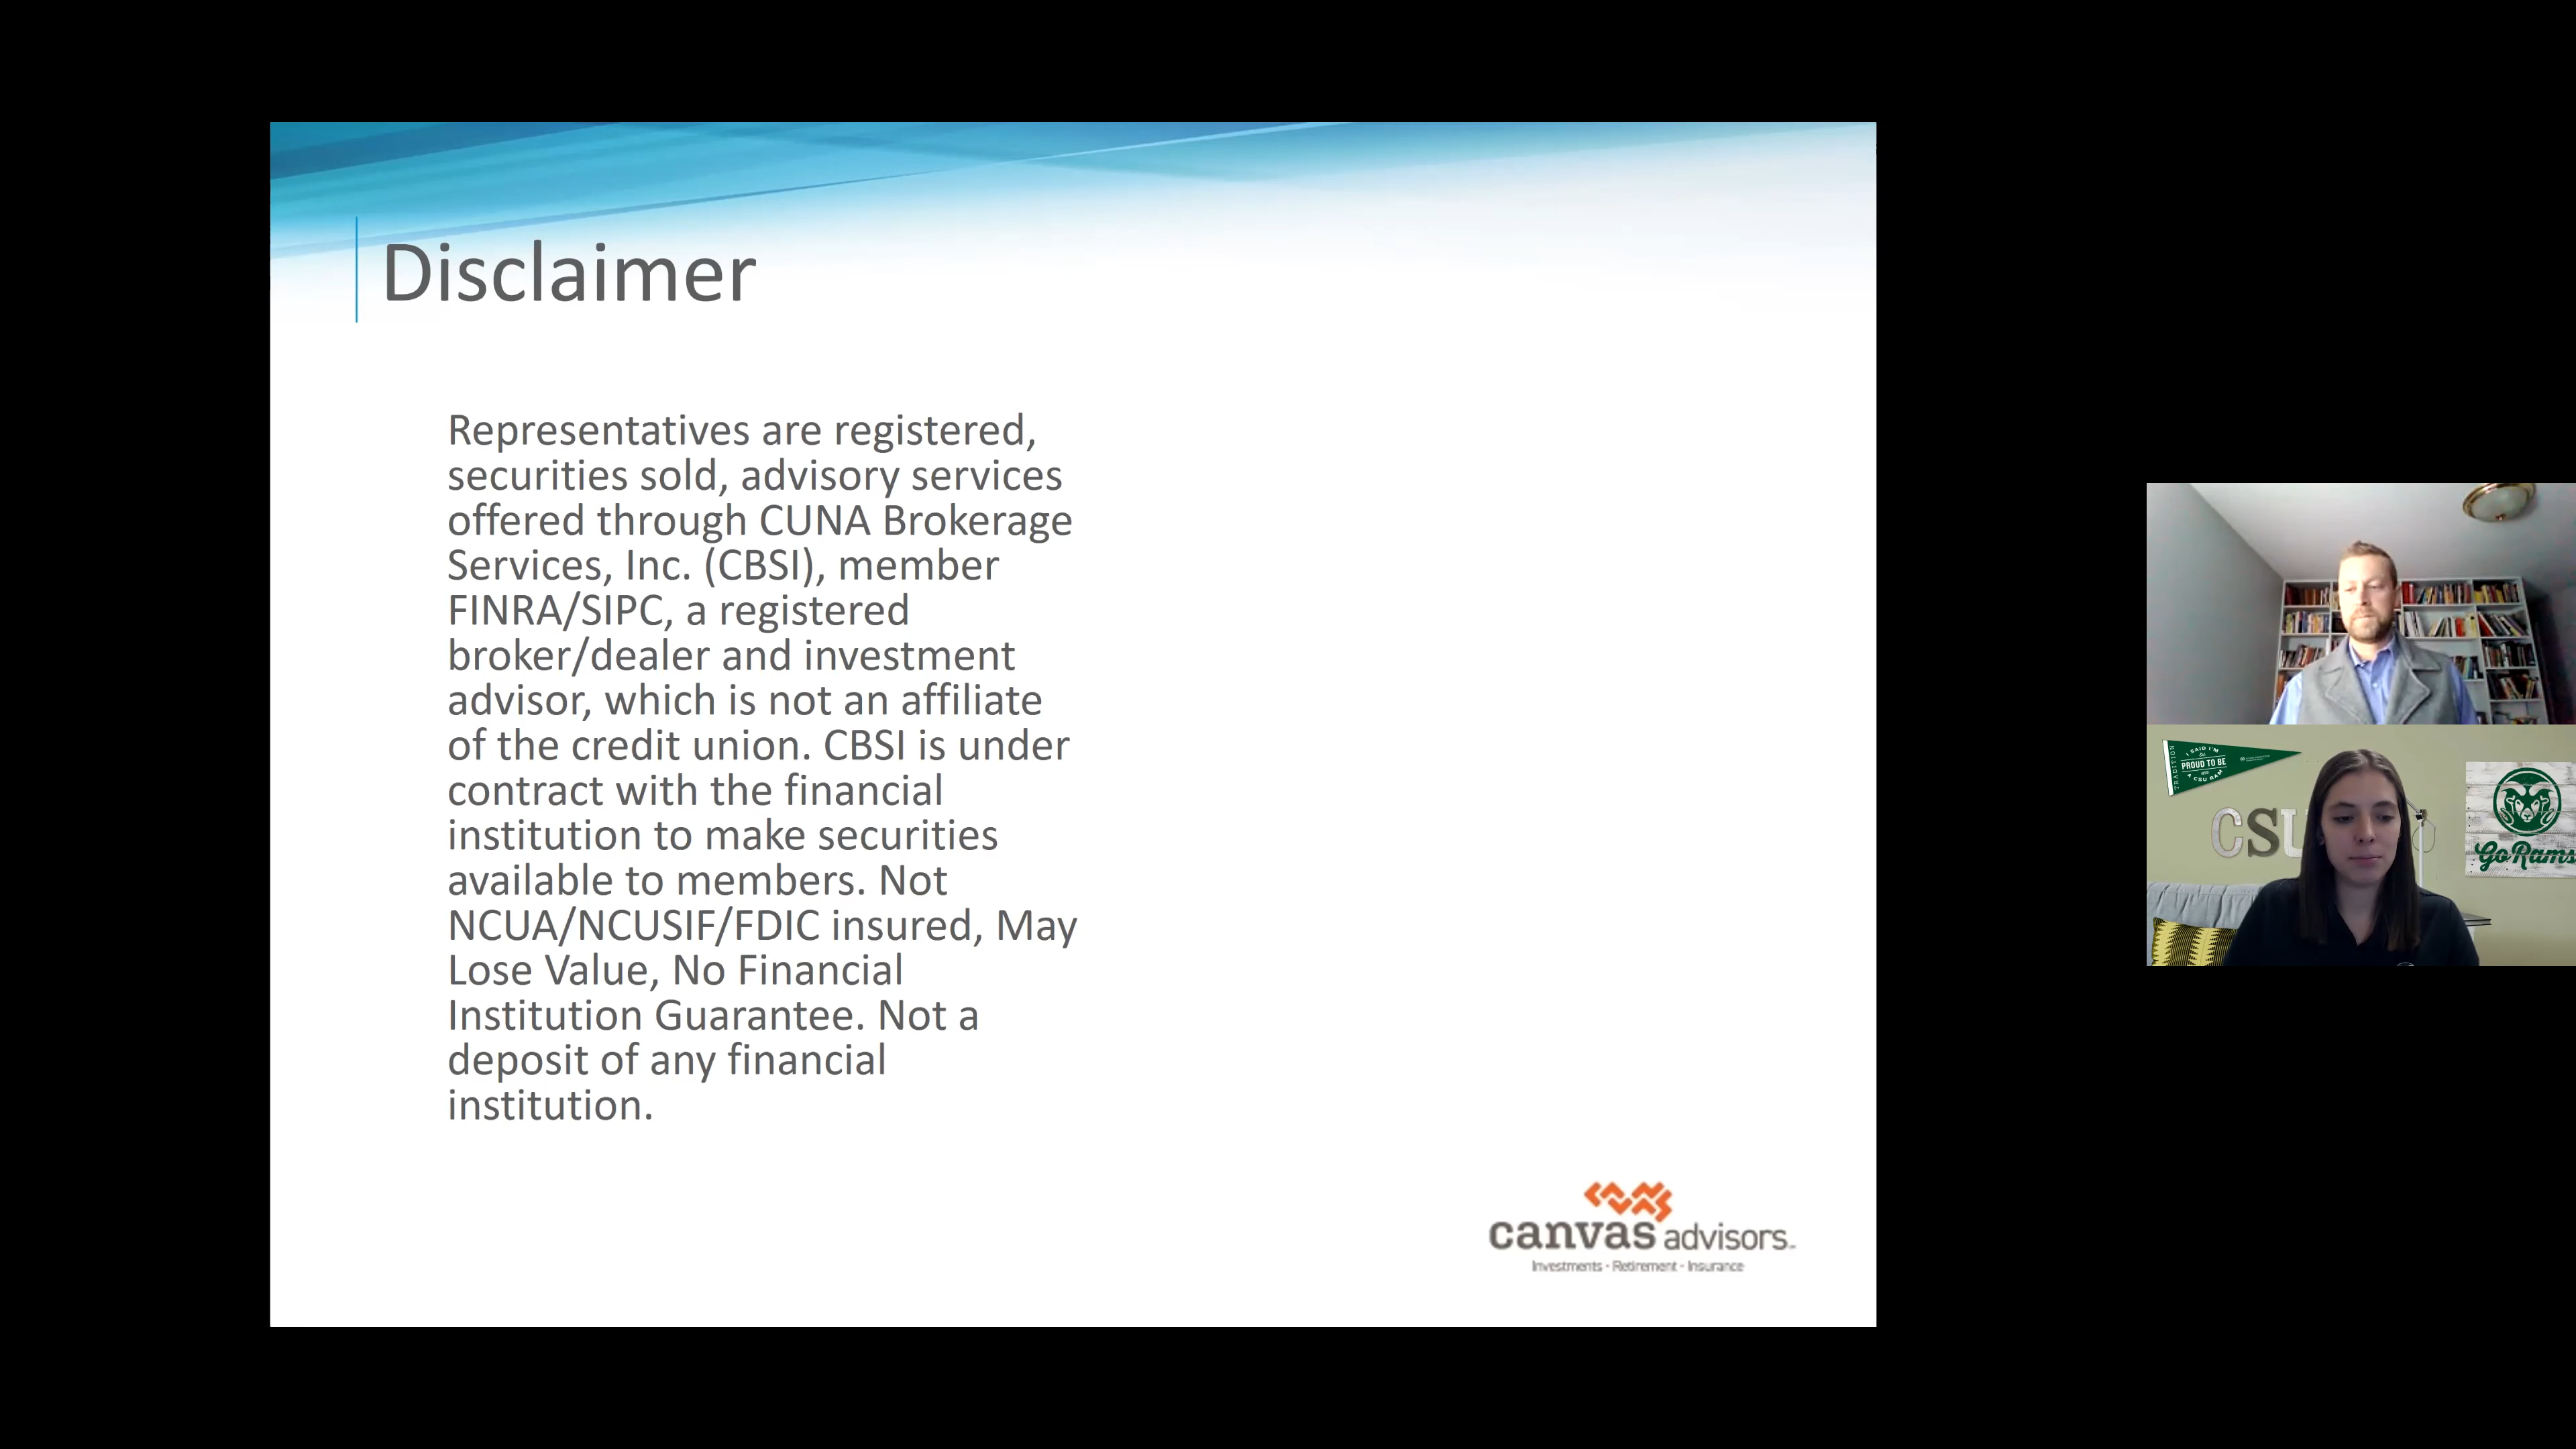 Disclaimer
Representatives are registered,
securities sold, advisory services
offered through CUNA Brokerage
Services, Inc. (CBSI), member
FINRA/SIPC, a registered
broker/dealer and investment
advisor, which is not an affiliate
of the credit union. CBSI is under
contract with the financial
institution to make securities
available to members. Not
NCUA/NCUSIF/FDIC insured, May
Lose Value, No Financial
Institution Guarantee. Not a
deposit of any financial
institution.
canvas advisors
Investments - Retirement - Insurance
TRADITION
I SAID I'M
PROUD TO BE
A CSU RAM
CSU
Go Rams